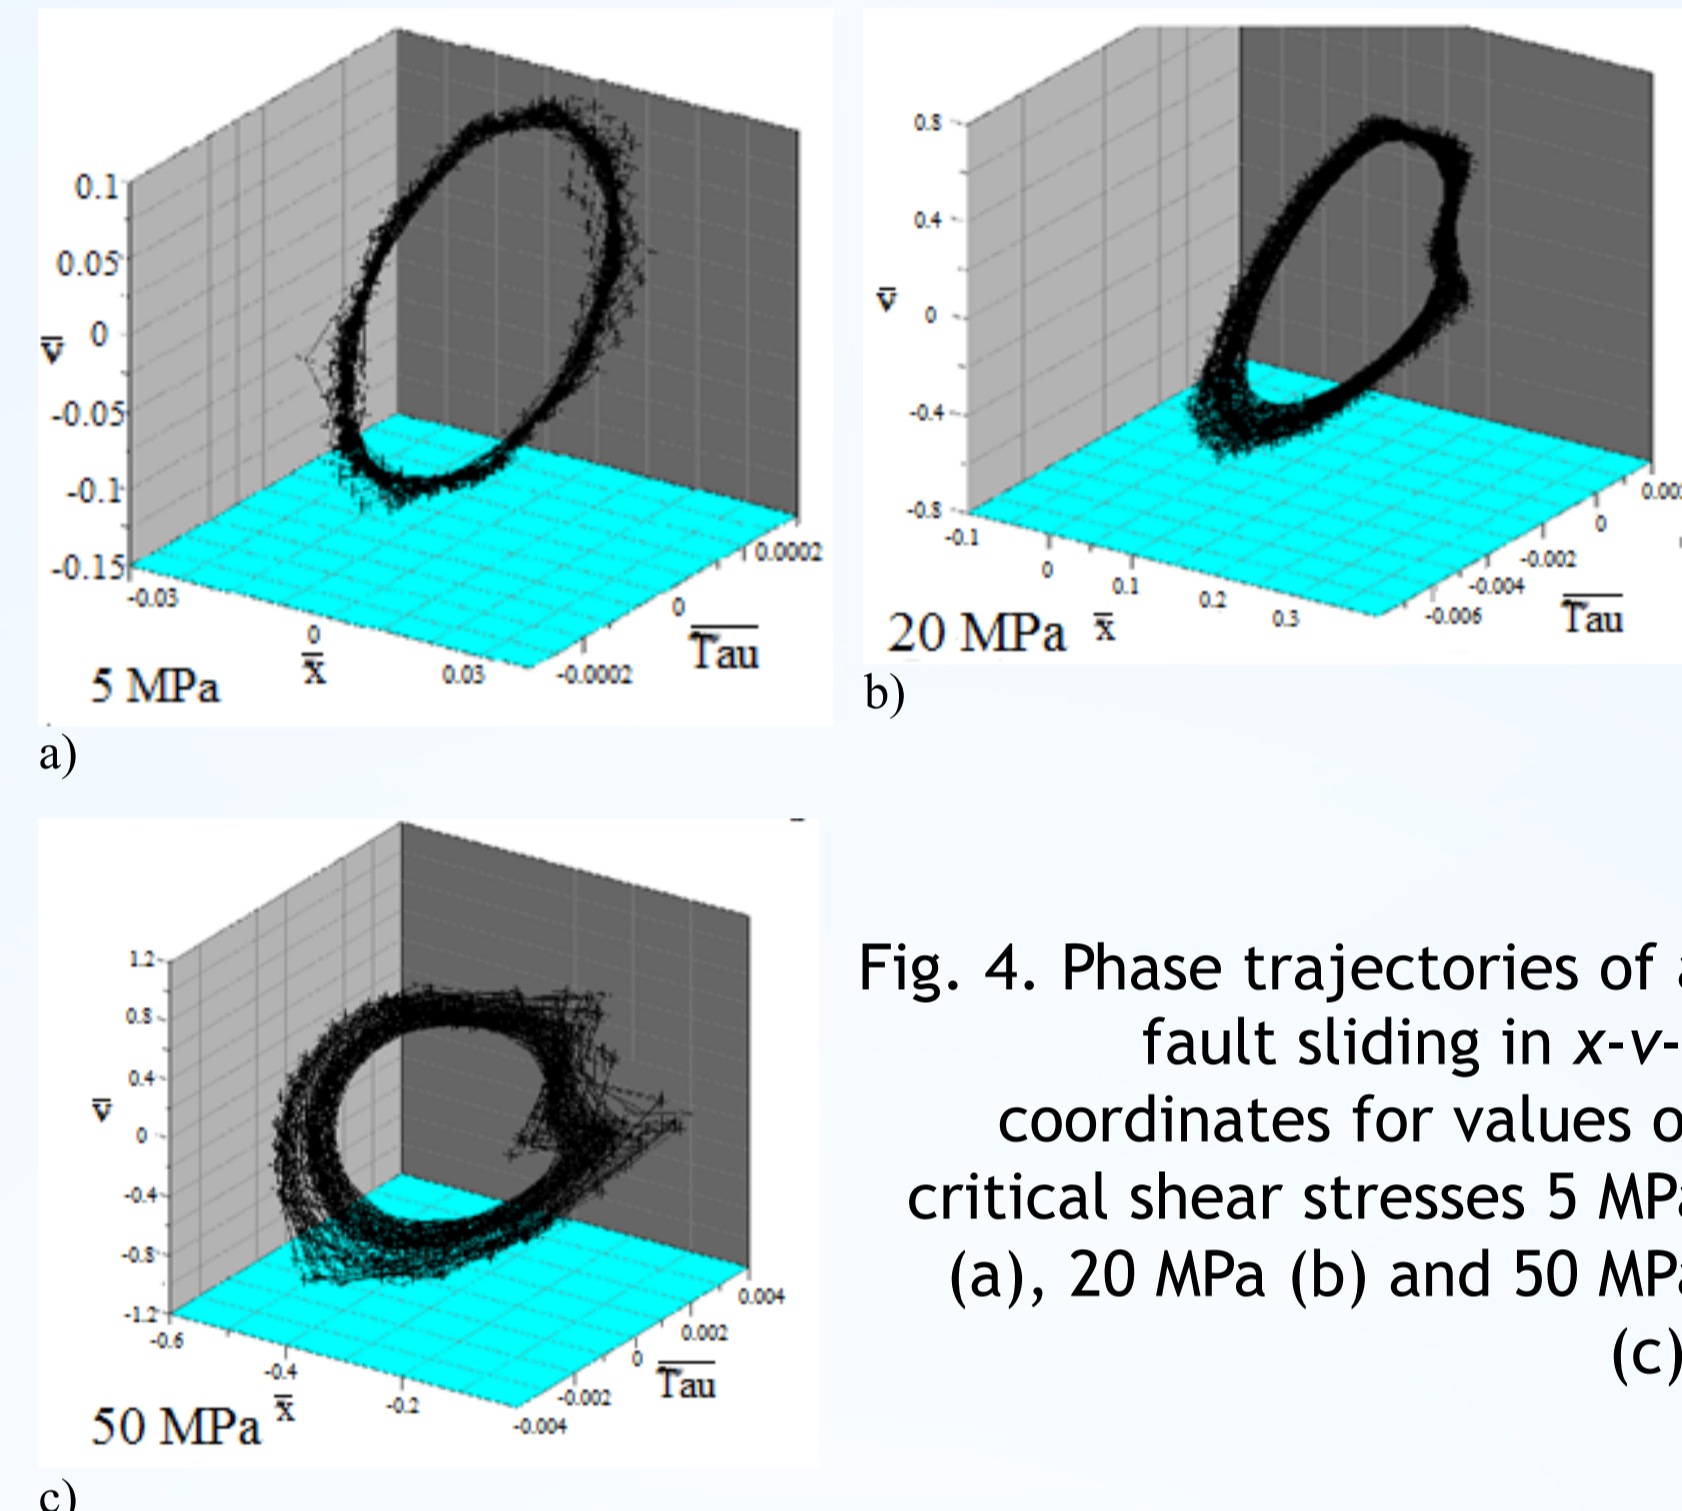 0.1
0.05
0
v̄
-0.05
-0.1
-0.15
-0.03
0
x̄
0.03
-0.0002
0
0.0002
Tau
5 MPa
a)
0.8
0.4
v̄
0
-0.4
-0.8
-0.1
0
0.1
0.2
0.3
-0.006
-0.004
-0.002
0
Tau
20 MPa x̄
b)
1.2
0.8
0.4
v̄
0
-0.4
-0.8
-1.2
-0.6
-0.4
-0.2
-0.004
-0.002
0
0.002
0.004
Tau
50 MPa x̄
c)
Fig. 4. Phase trajectories of
fault sliding in x-v-
coordinates for values
critical shear stresses 5 MPa
(a), 20 MPa (b) and 50 MPa
(c)